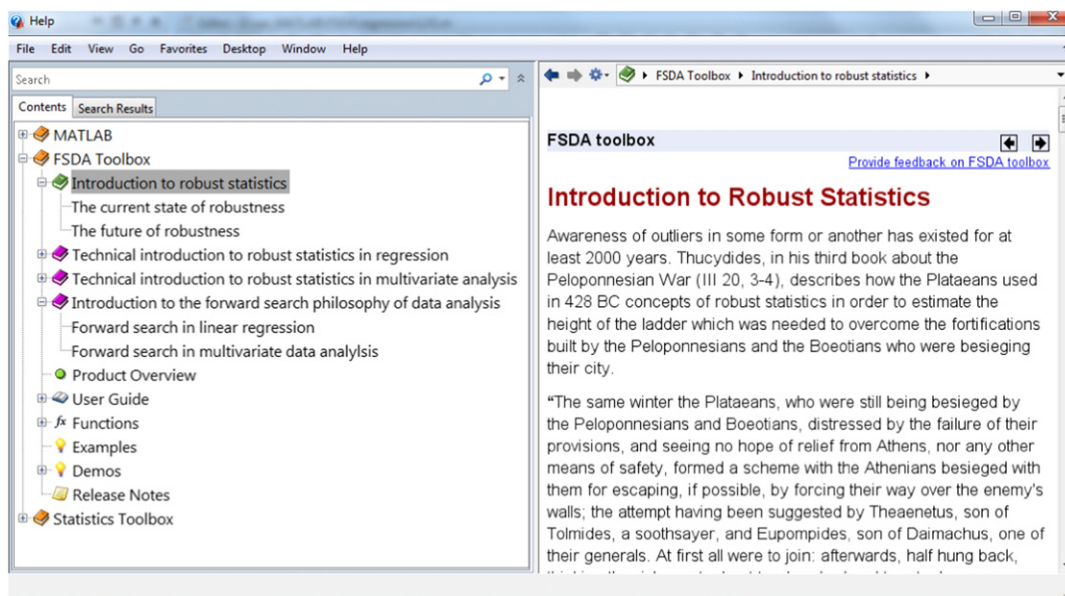 Help
File Edit View Go Favorites Desktop Window Help
Search
Contents Search Results
MATLAB
FSDA Toolbox
Introduction to robust statistics
The current state of robustness
The future of robustness
Technical introduction to robust statistics in regression
Technical introduction to robust statistics in multivariate analysis
Introduction to the forward search philosophy of data analysis
Forward search in linear regression
Forward search in multivariate data analylsis
Product Overview
User Guide
fx Functions
Examples
Demos
Release Notes
Statistics Toolbox
FSDA Toolbox Introduction to robust statistics
FSDA toolbox
Provide feedback on FSDA toolbox
Introduction to Robust Statistics
Awareness of outliers in some form or another has existed for at
least 2000 years. Thucydides, in his third book about the
Peloponnesian War (III 20, 3-4), describes how the Plataeans used
in 428 BC concepts of robust statistics in order to estimate the
height of the ladder which was needed to overcome the fortifications
built by the Peloponnesians and the Boeotians who were besieging
their city.
“The same winter the Plataeans, who were still being besieged by
the Peloponnesians and Boeotians, distressed by the failure of their
provisions, and seeing no hope of relief from Athens, nor any other
means of safety, formed a scheme with the Athenians besieged with
them for escaping, if possible, by forcing their way over the enemy's
walls; the attempt having been suggested by Theaenetus, son of
Tolmides, a soothsayer, and Eupompides, son of Daimachus, one of
their generals. At first all were to join: afterwards, half hung back,